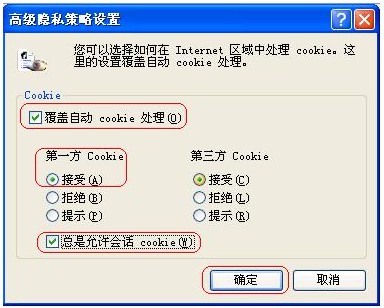 高级隐私策略设置
您可以选择如何在 Internet 区域中处理 cookie。这
里的设置覆盖自动 cookie 处理。
Cookie
覆盖自动 cookie 处理(O)
第一方 Cookie 第三方 Cookie
接受(A) 接受(C)
拒绝(B) 拒绝(L)
提示(P) 提示(R)
总是允许会话 cookie(W)
确定 取消